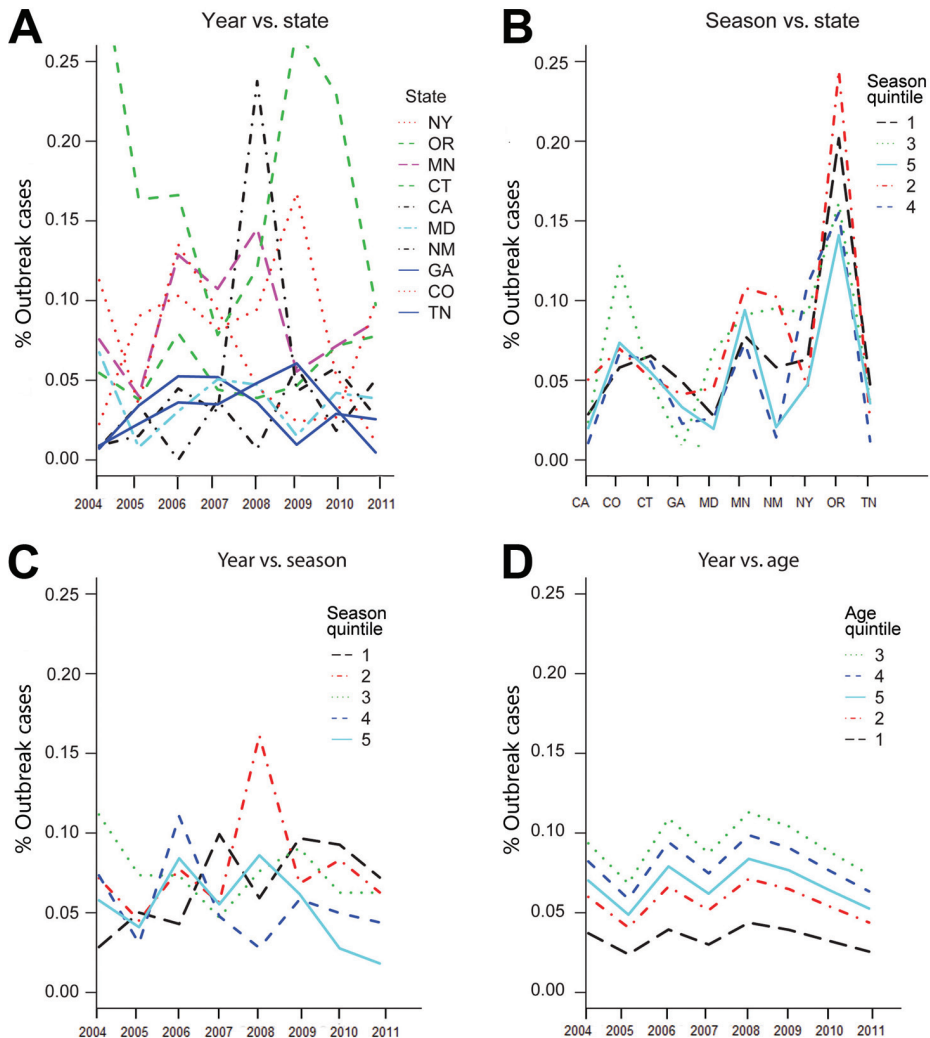 A
Year vs. state
% Outbreak cases
0.25
0.20
0.15
0.10
0.05
0.00
2004 2005 2006 2007 2008 2009 2010 2011
State
NY
OR
MN
CT
CA
MD
NM
GA
CO
TN
B
Season vs. state
% Outbreak cases
0.25
0.20
0.15
0.10
0.05
0.00
CA CO CT GA MD MN NM NY OR TN
Season
quintile
1
3
5
2
4
C
Year vs. season
% Outbreak cases
0.25
0.20
0.15
0.10
0.05
0.00
2004 2005 2006 2007 2008 2009 2010 2011
Season
quintile
1
2
3
4
5
D
Year vs. age
% Outbreak cases
0.25
0.20
0.15
0.10
0.05
0.00
2004 2005 2006 2007 2008 2009 2010 2011
Age
quintile
3
4
5
2
1